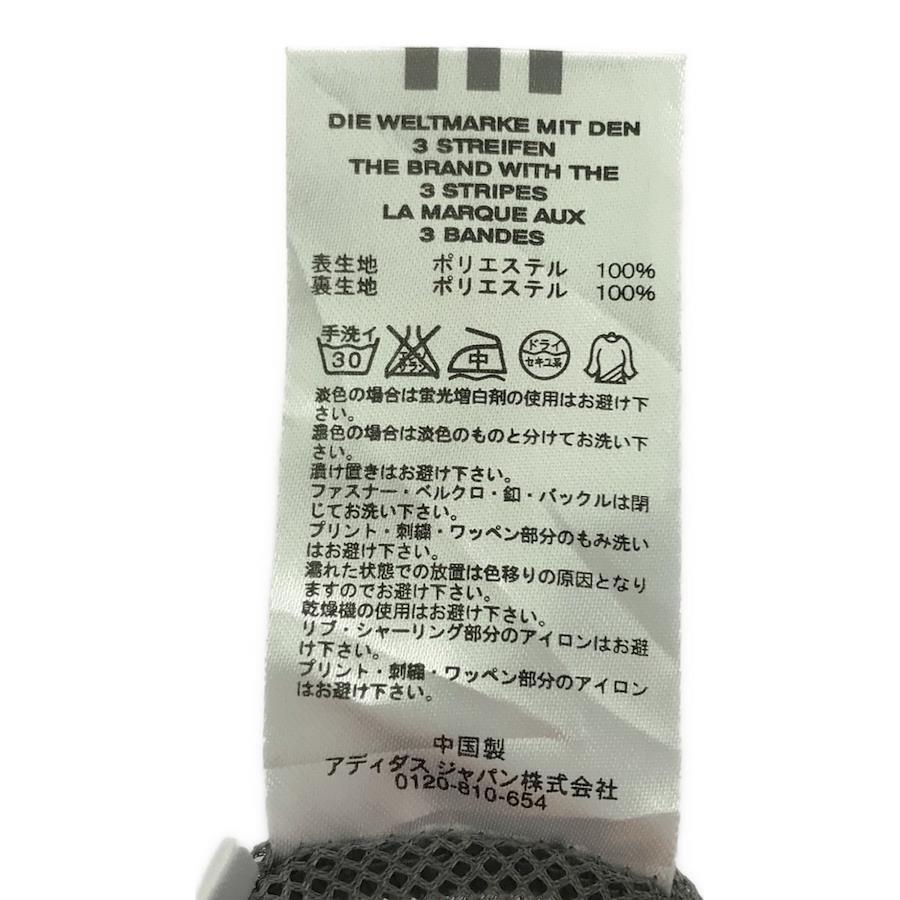 DIE WELTMARKE MIT DEN
3 STREIFEN
THE BRAND WITH THE
3 STRIPES
LA MARQUE AUX
3 BANDES
表生地 ポリエステル 100%
裏生地 ポリエステル 100%
手洗イ
30
エンソ
サラシ
中
ドライ
セキユ系
淡色の場合は蛍光増白剤の使用はお避け下
さい。
濃色の場合は淡色のものと分けてお洗い下
さい。
漬け置きはお避け下さい。
ファスナー・ベルクロ・釦・バックルは閉
じてお洗い下さい。
プリント・刺繍・ワッペン部分のもみ洗い
はお避け下さい。
濡れた状態での放置は色移りの原因となり
ますのでお避け下さい。
乾燥機の使用はお避け下さい。
リブ・シャーリング部分のアイロンはお避
け下さい。
プリント・刺繍・ワッペン部分のアイロン
はお避け下さい。
中国製
アディダス ジャパン株式会社
0120-810-654